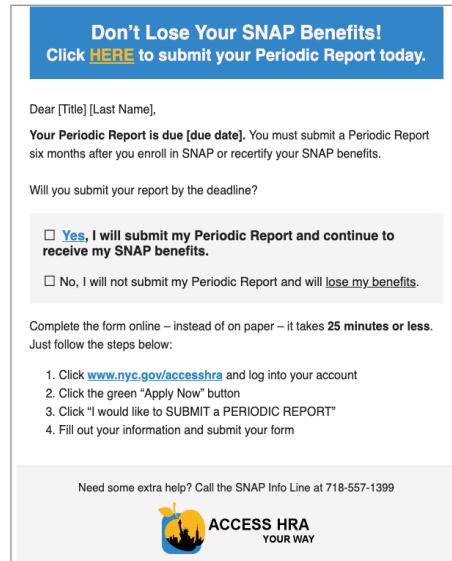 Don’t Lose Your SNAP Benefits!
Click HERE to submit your Periodic Report today.
Dear [Title] [Last Name],
Your Periodic Report is due [due date]. You must submit a Periodic Report
six months after you enroll in SNAP or recertify your SNAP benefits.
Will you submit your report by the deadline?
☐ Yes, I will submit my Periodic Report and continue to
receive my SNAP benefits.
☐ No, I will not submit my Periodic Report and will lose my benefits.
Complete the form online – instead of on paper – it takes 25 minutes or less.
Just follow the steps below:
1. Click www.nyc.gov/accesshra and log into your account
2. Click the green “Apply Now” button
3. Click “I would like to SUBMIT a PERIODIC REPORT”
4. Fill out your information and submit your form
Need some extra help? Call the SNAP Info Line at 718-557-1399
ACCESS HRA
YOUR WAY